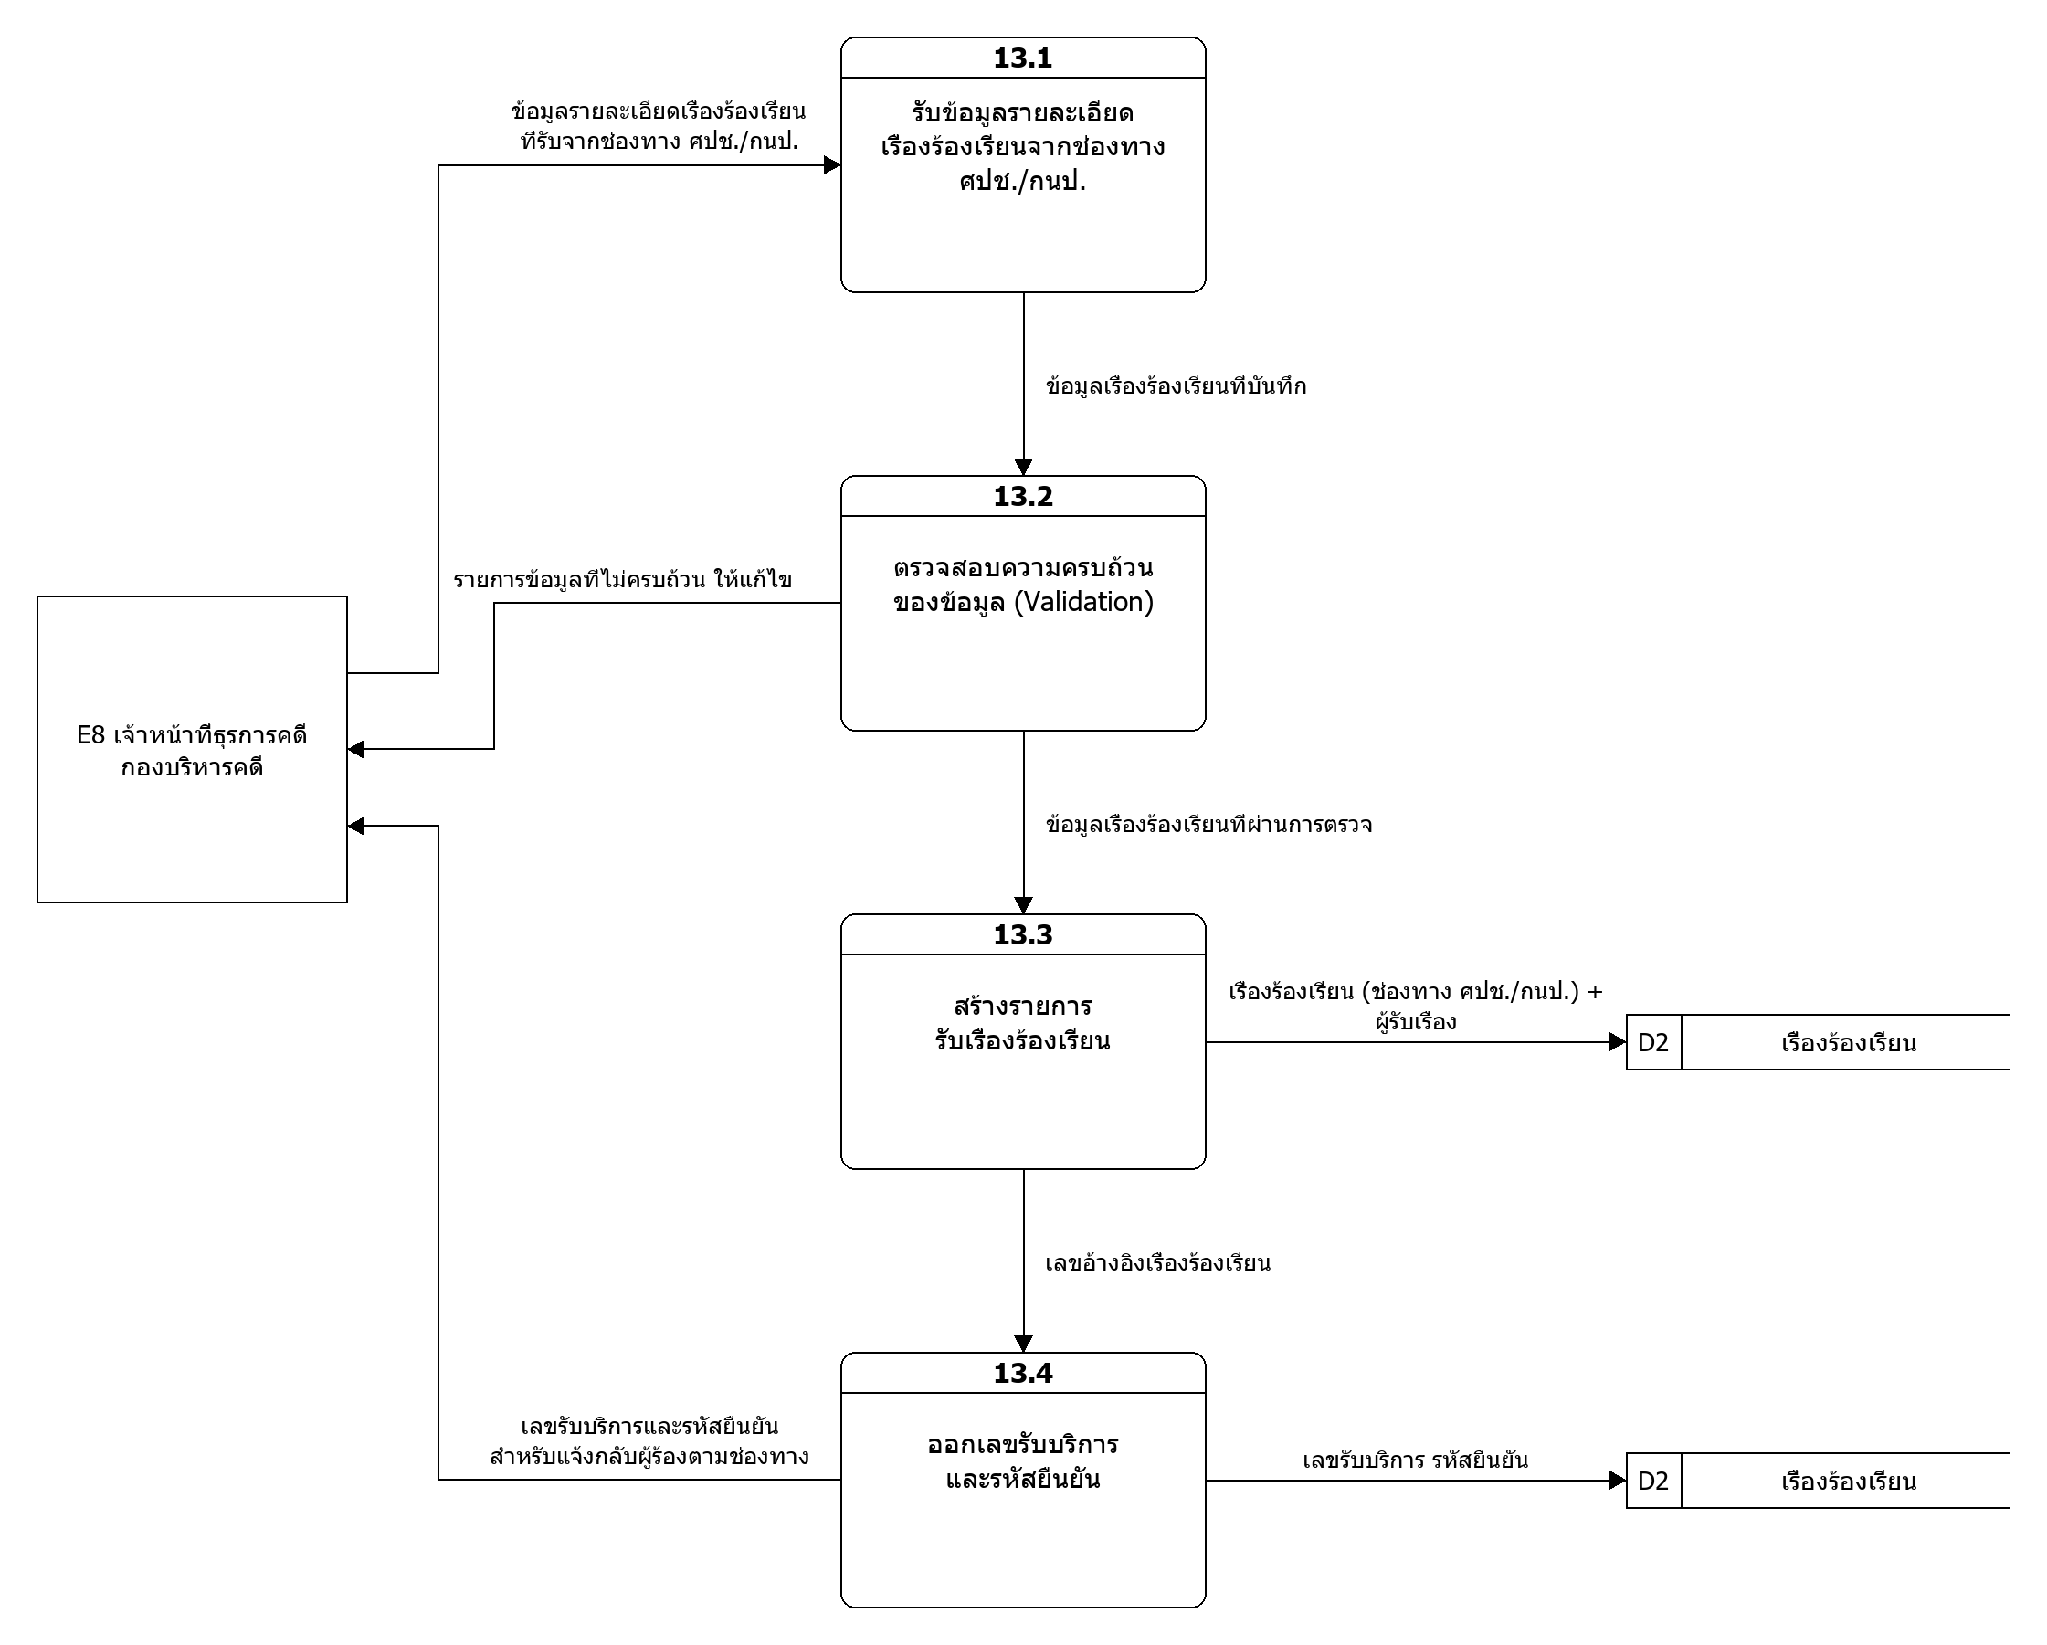 13.1
รับข้อมูลรายละเอียด
เรื่องร้องเรียนจากช่องทาง
ศปช./กนป.
ข้อมูลรายละเอียดเรื่องร้องเรียน
ที่รับจากช่องทาง ศปช./กนป.
ข้อมูลเรื่องร้องเรียนที่บันทึก
13.2
ตรวจสอบความครบถ้วน
ของข้อมูล (Validation)
รายการข้อมูลที่ไม่ครบถ้วน ให้แก้ไข
E8 เจ้าหน้าที่ธุรการคดี
กองบริหารคดี
ข้อมูลเรื่องร้องเรียนที่ผ่านการตรวจ
13.3
สร้างรายการ
รับเรื่องร้องเรียน
เรื่องร้องเรียน (ช่องทาง ศปช./กนป.) +
ผู้รับเรื่อง
D2 เรื่องร้องเรียน
เลขอ้างอิงเรื่องร้องเรียน
13.4
ออกเลขรับบริการ
และรหัสยืนยัน
เลขรับบริการและรหัสยืนยัน
สำหรับแจ้งกลับผู้ร้องตามช่องทาง
เลขรับบริการ รหัสยืนยัน
D2 เรื่องร้องเรียน